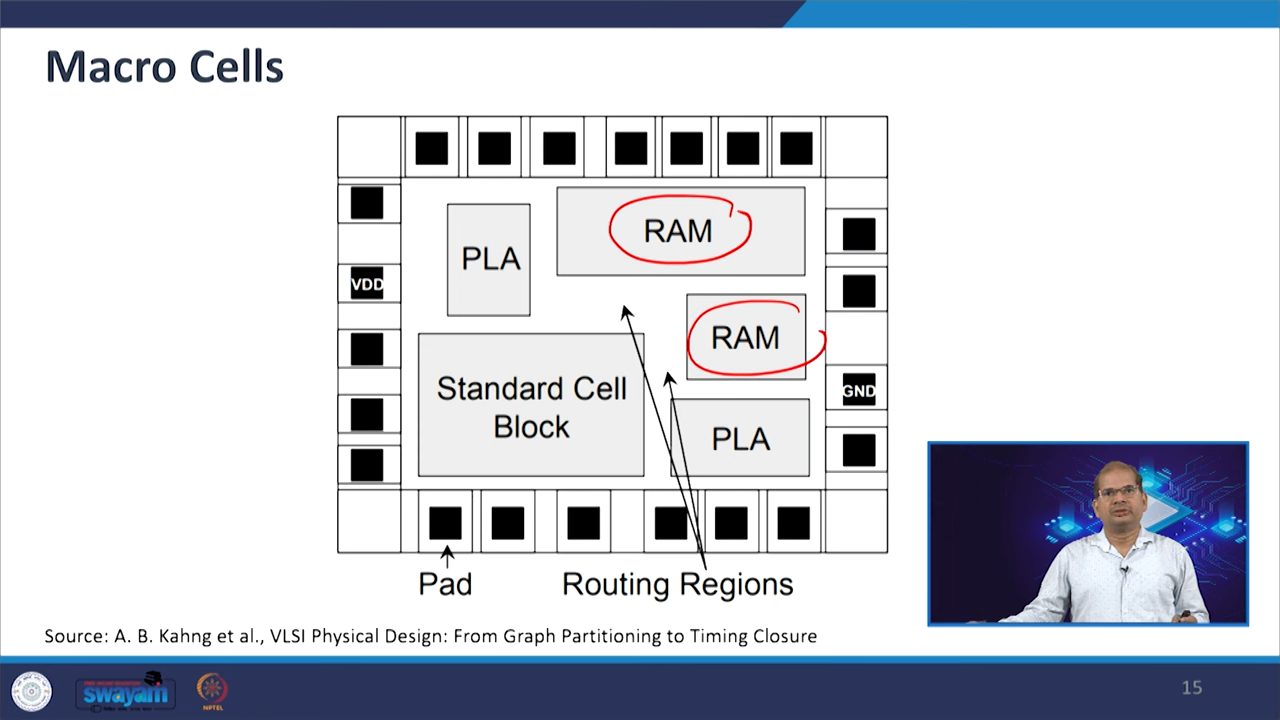 Macro Cells
RAM
PLA
VDD
RAM
Standard Cell
Block
GND
PLA
Pad
Routing Regions
Source: A. B. Kahng et al., VLSI Physical Design: From Graph Partitioning to Timing Closure
swayam
NPTEL
15